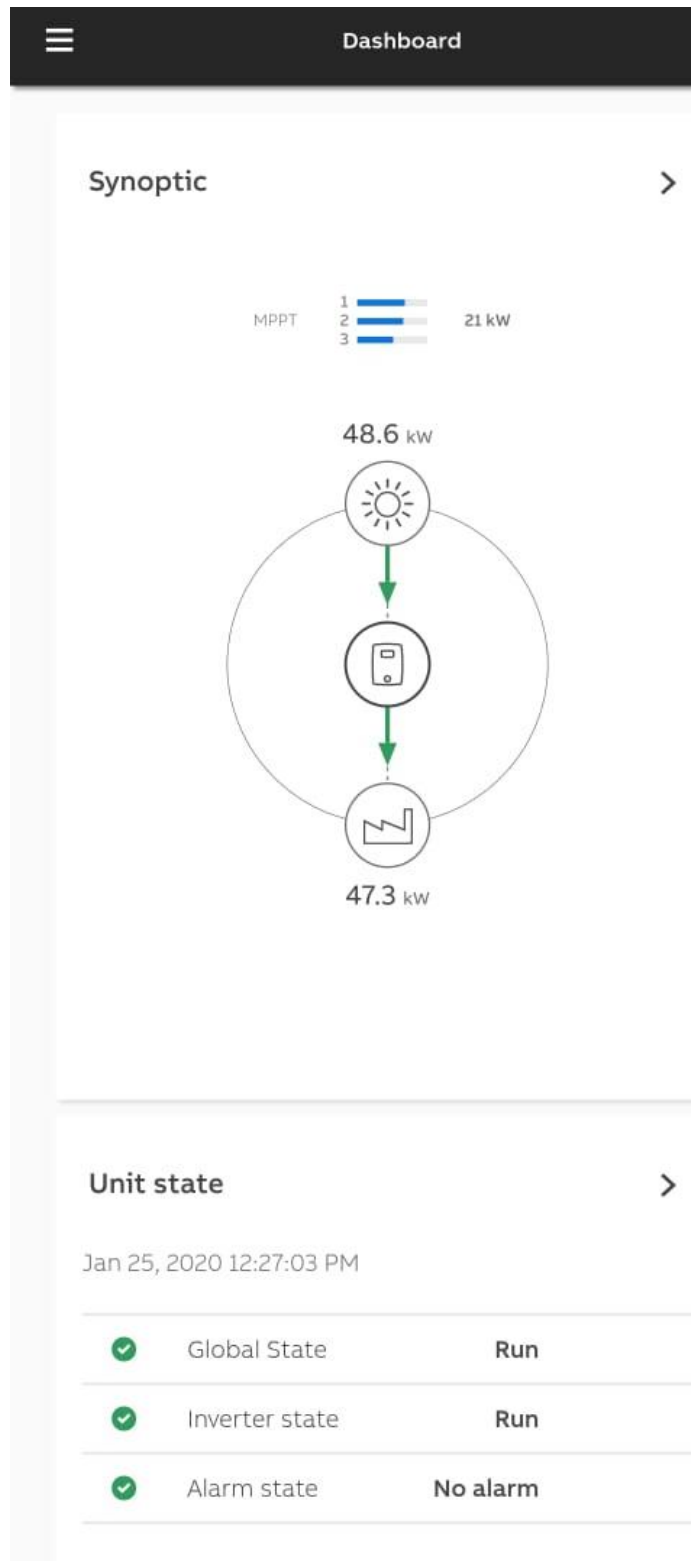 Dashboard
Synoptic
MPPT
1
2
3
21 kW
48.6 kW
47.3 kW
Unit state
Jan 25, 2020 12:27:03 PM
Global State Run
Inverter state Run
Alarm state No alarm